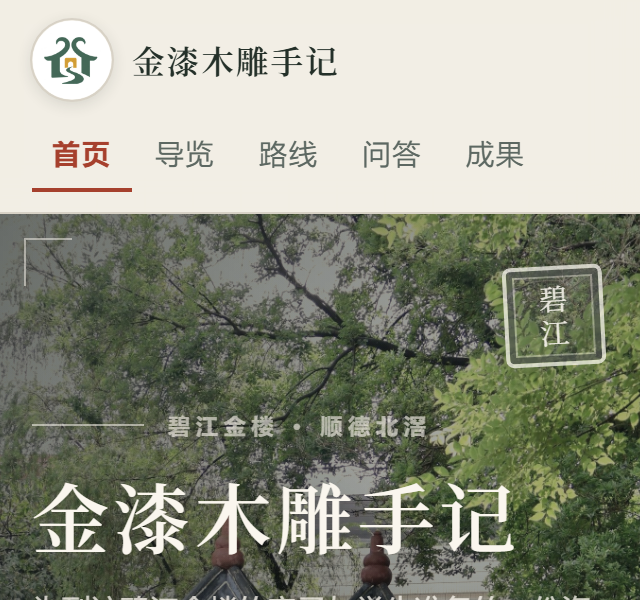 金漆木雕手记
首页 导览 路线 问答 成果
碧江
碧江金楼 · 顺德北滘
金漆木雕手记